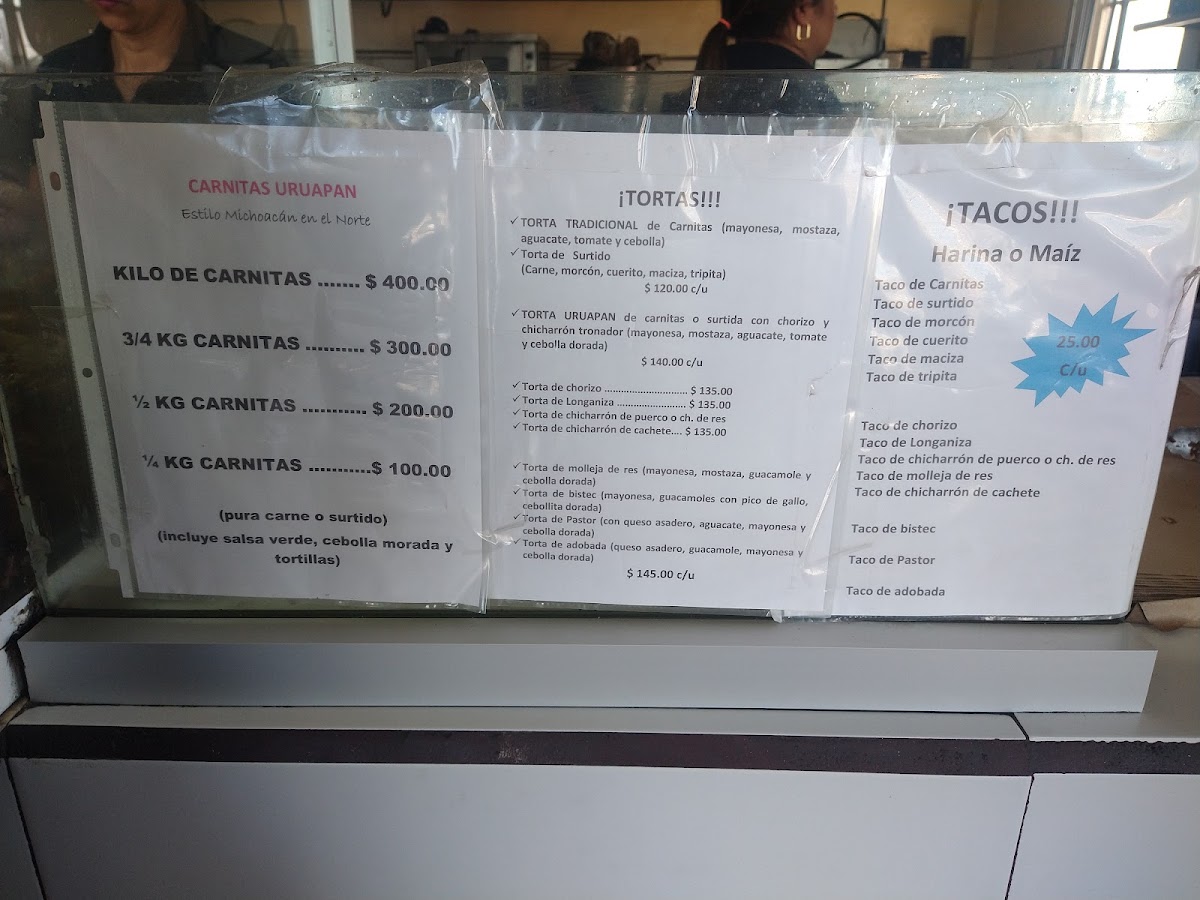 CARNITAS URUAPAN
Estilo Michoacán en el Norte
KILO DE CARNITAS ....... $ 400.00
3/4 KG CARNITAS .......... $ 300.00
½ KG CARNITAS ........... $ 200.00
¼ KG CARNITAS ...........$ 100.00
(pura carne o surtido)
(incluye salsa verde, cebolla morada y
tortillas)
¡TORTAS!!!
✓ TORTA TRADICIONAL de Carnitas (mayonesa, mostaza,
aguacate, tomate y cebolla)
✓ Torta de Surtido
(Carne, morcón, cuerito, maciza, tripita)
$ 120.00 c/u
✓ TORTA URUAPAN de carnitas o surtida con chorizo y
chicharrón tronador (mayonesa, mostaza, aguacate, tomate
y cebolla dorada)
$ 140.00 c/u
✓ Torta de chorizo .............................. $ 135.00
✓ Torta de Longaniza ......................... $ 135.00
✓ Torta de chicharrón de puerco o ch. de res
✓ Torta de chicharrón de cachete.... $ 135.00
✓ Torta de molleja de res (mayonesa, mostaza, guacamole y
cebolla dorada)
✓ Torta de bistec (mayonesa, guacamoles con pico de gallo,
cebollita dorada)
✓ Torta de Pastor (con queso asadero, aguacate, mayonesa y
cebolla dorada)
✓ Torta de adobada (queso asadero, guacamole, mayonesa y
cebolla dorada)
$ 145.00 c/u
¡TACOS!!!
Harina o Maíz
Taco de Carnitas
Taco de surtido
Taco de morcón
Taco de cuerito
Taco de maciza
Taco de tripita
25.00
C/u
Taco de chorizo
Taco de Longaniza
Taco de chicharrón de puerco o ch. de res
Taco de molleja de res
Taco de chicharrón de cachete
Taco de bistec
Taco de Pastor
Taco de adobada